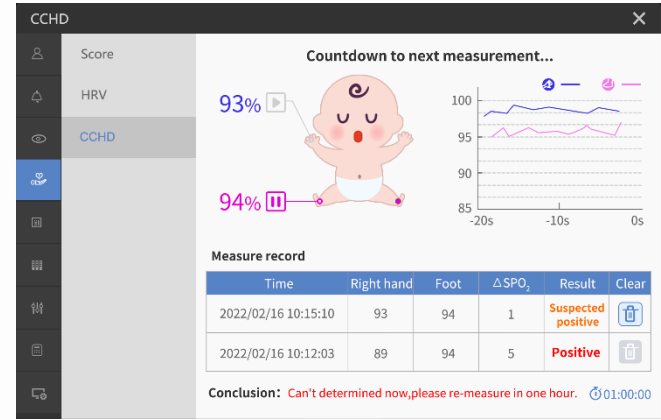 CCHD
Score
HRV
CCHD
Countdown to next measurement...
93%
94%
100
95
90
85
-20s -10s 0s
Measure record
Time Right hand Foot △SPO₂ Result Clear
2022/02/16 10:15:10 93 94 1 Suspected positive
2022/02/16 10:12:03 89 94 5 Positive
Conclusion: Can't determined now,please re-measure in one hour. 01:00:00